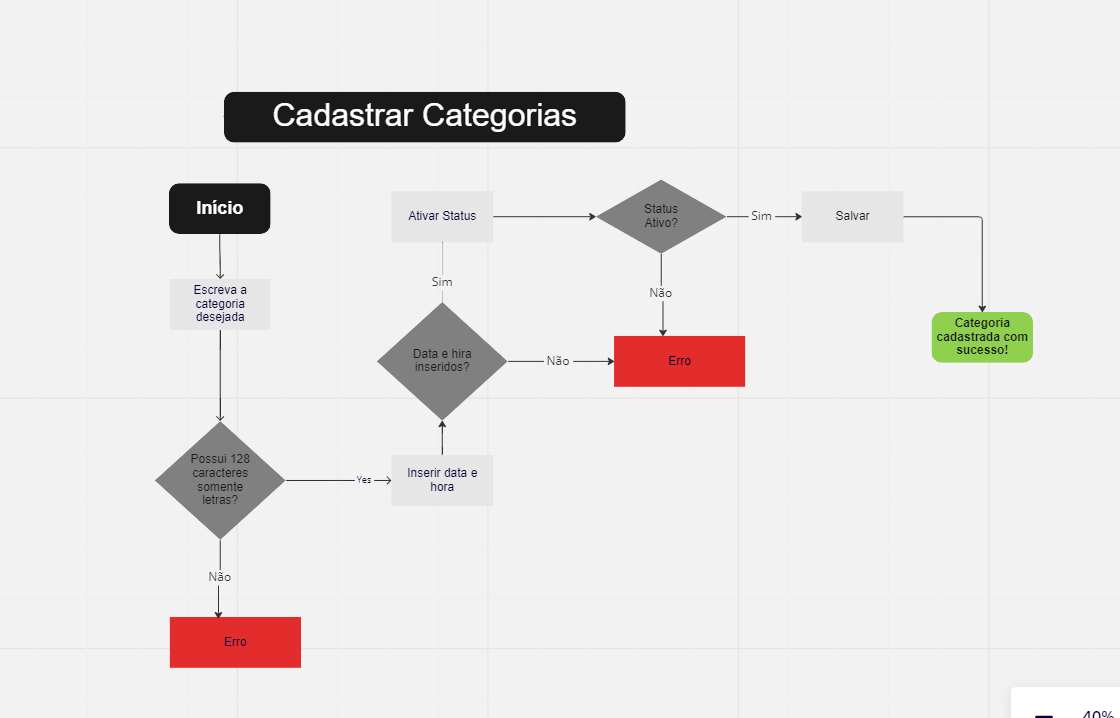 Cadastrar Categorias
Início
Escreva a
categoria
desejada
Possui 128
caracteres
somente
letras?
Não
Erro
Yes
Inserir data e
hora
Data e hira
inseridos?
Não
Erro
Sim
Ativar Status
Status
Ativo?
Não
Sim
Salvar
Categoria
cadastrada com
sucesso!
40%